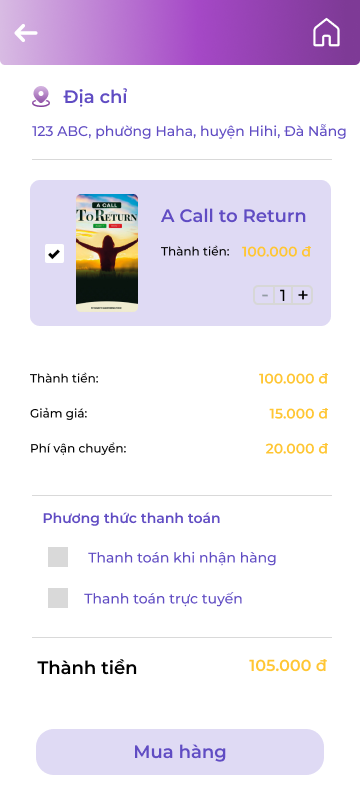 Địa chỉ
123 ABC, phường Haha, huyện Hihi, Đà Nẵng
A CALL
TO RETURN
A Call to Return
Thành tiền: 100.000 đ
- 1 +
Thành tiền: 100.000 đ
Giảm giá: 15.000 đ
Phí vận chuyển: 20.000 đ
Phương thức thanh toán
Thanh toán khi nhận hàng
Thanh toán trực tuyến
Thành tiền 105.000 đ
Mua hàng